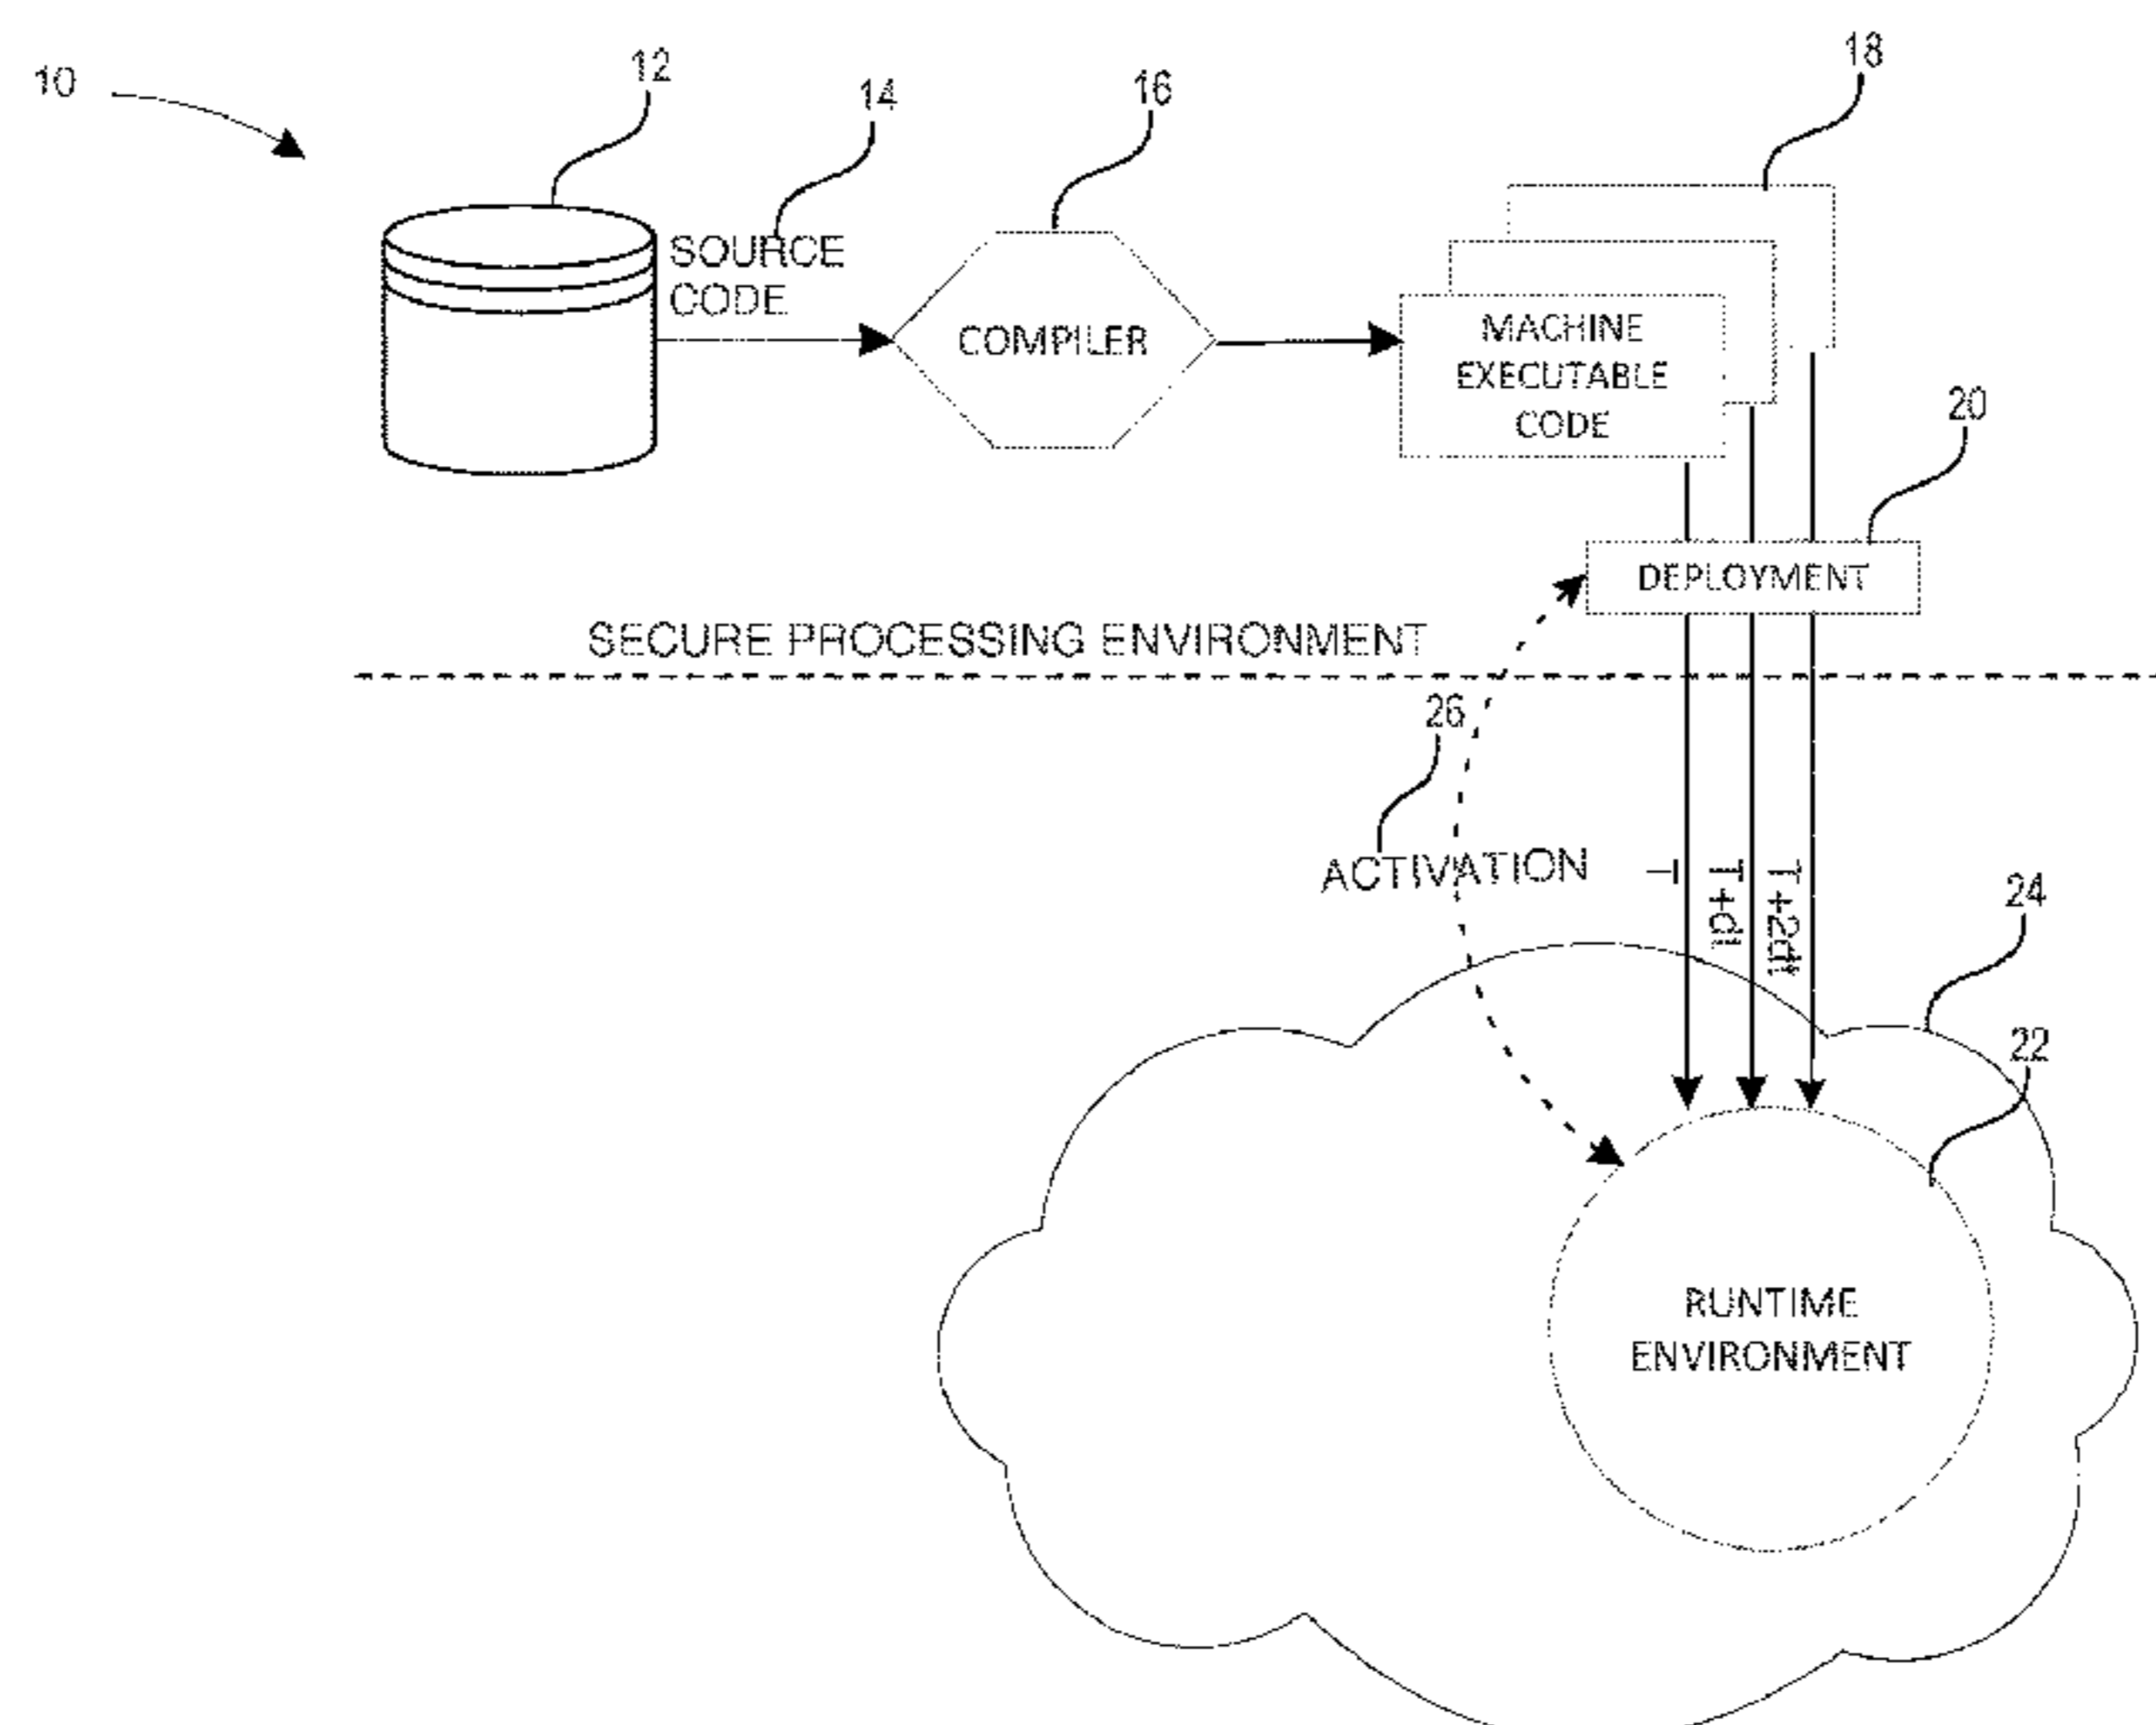 10
12
14
16
18
SOURCE
CODE
COMPILER
MACHINE
EXECUTABLE
CODE
20
DEPLOYMENT
SECURE PROCESSING ENVIRONMENT
26
ACTIVATION
T
T+dt
T+2dt
24
22
RUNTIME
ENVIRONMENT